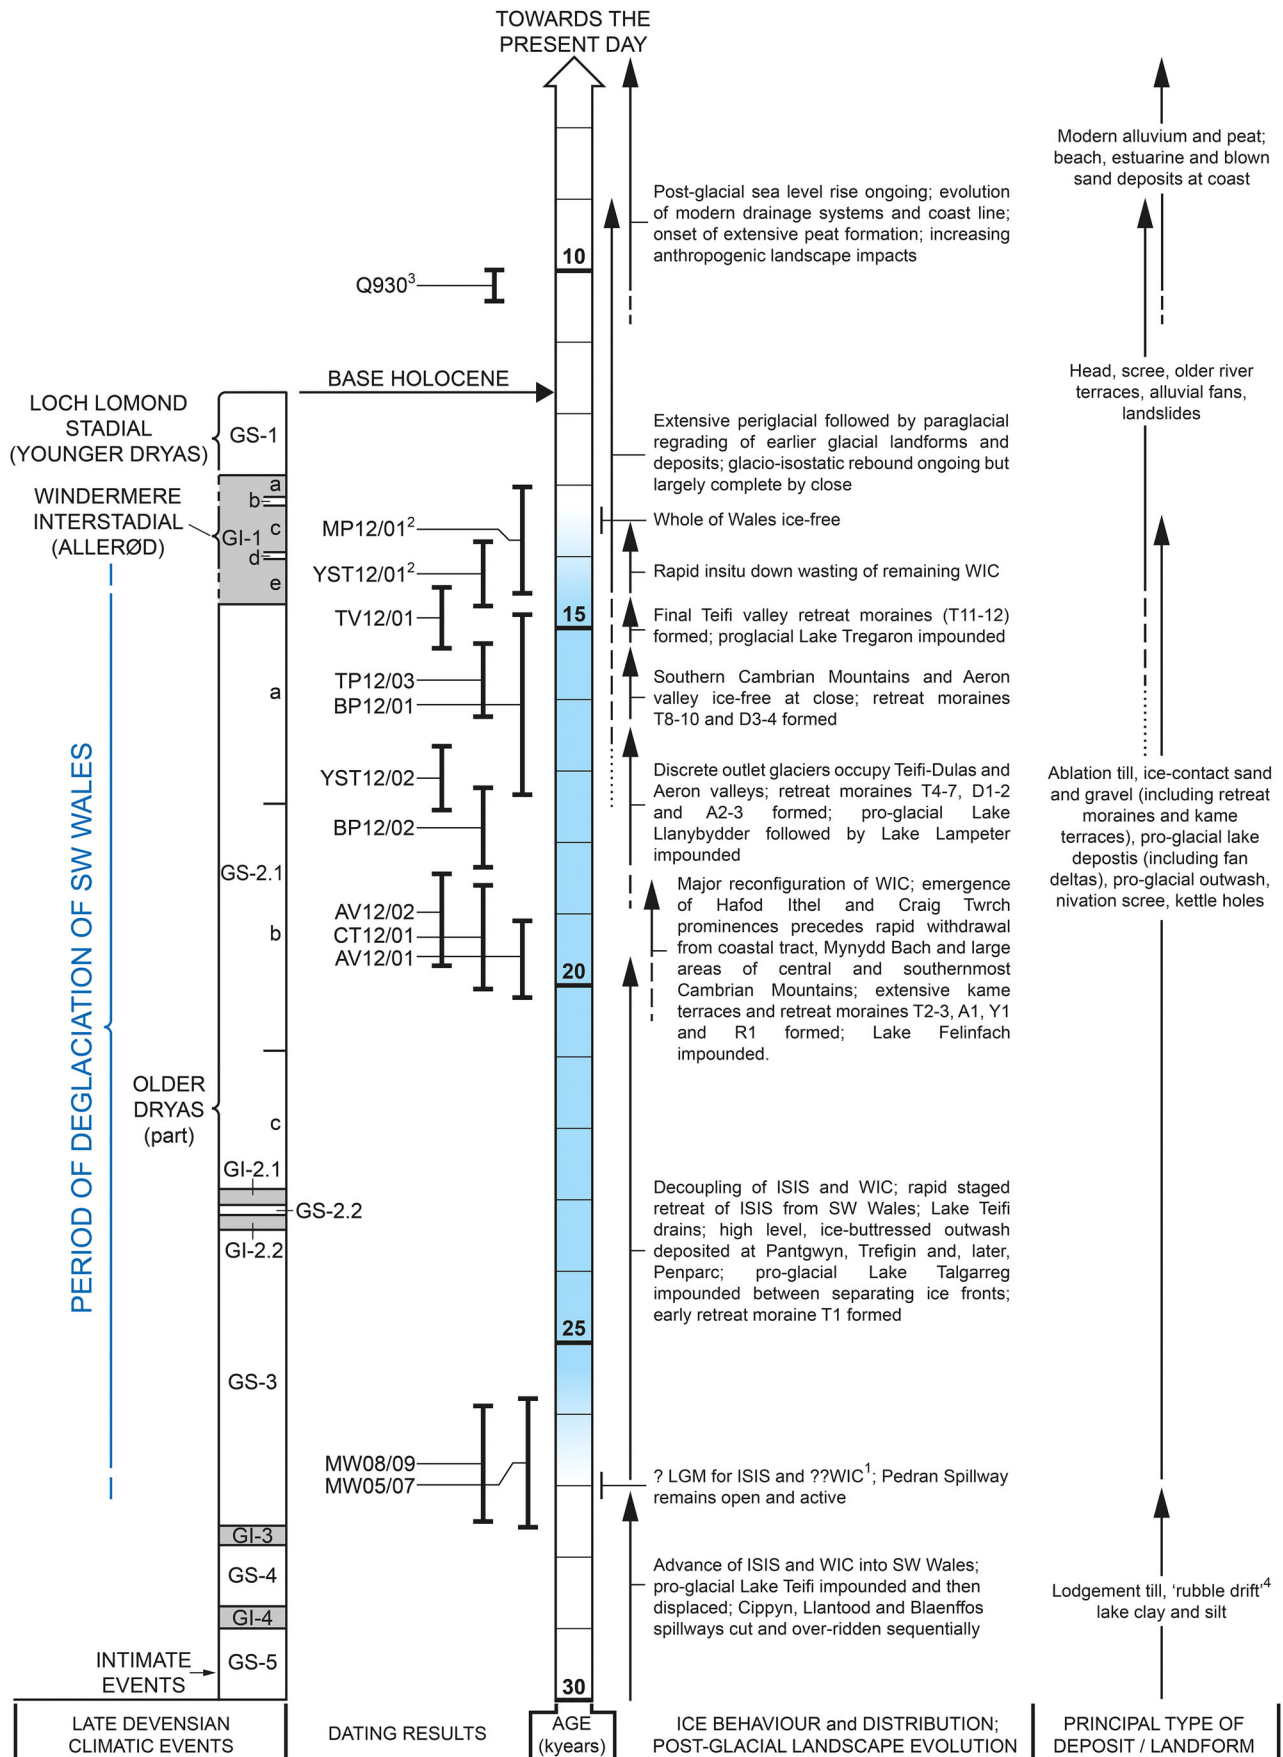 TOWARDS THE
PRESENT DAY
Modern alluvium and peat;
beach, estuarine and blown
sand deposits at coast
Post-glacial sea level rise ongoing; evolution
of modern drainage systems and coast line;
onset of extensive peat formation; increasing
anthropogenic landscape impacts
10
Q930³
BASE HOLOCENE
Head, scree, older river
terraces, alluvial fans,
landslides
LOCH LOMOND
STADIAL
(YOUNGER DRYAS)
GS-1
Extensive periglacial followed by paraglacial
regrading of earlier glacial landforms and
deposits; glacio-isostatic rebound ongoing but
largely complete by close
WINDERMERE
INTERSTADIAL
(ALLERØD)
GI-1
a
b
c
d
e
MP12/01²
Whole of Wales ice-free
YST12/01²
Rapid insitu down wasting of remaining WIC
TV12/01
15
Final Teifi valley retreat moraines (T11-12)
formed; proglacial Lake Tregaron impounded
TP12/03
BP12/01
a
Southern Cambrian Mountains and Aeron
valley ice-free at close; retreat moraines
T8-10 and D3-4 formed
YST12/02
BP12/02
Discrete outlet glaciers occupy Teifi-Dulas and
Aeron valleys; retreat moraines T4-7, D1-2
and A2-3 formed; pro-glacial Lake
Llanybydder followed by Lake Lampeter
impounded
Ablation till, ice-contact sand
and gravel (including retreat
moraines and kame
terraces), pro-glacial lake
depostis (including fan
deltas), pro-glacial outwash,
nivation scree, kettle holes
PERIOD OF DEGLACIATION OF SW WALES
GS-2.1
b
AV12/02
CT12/01
AV12/01
20
Major reconfiguration of WIC; emergence
of Hafod Ithel and Craig Twrch
prominences precedes rapid withdrawal
from coastal tract, Mynydd Bach and large
areas of central and southernmost
Cambrian Mountains; extensive kame
terraces and retreat moraines T2-3, A1, Y1
and R1 formed; Lake Felinfach
impounded.
OLDER
DRYAS
(part)
c
GI-2.1
GS-2.2
GI-2.2
Decoupling of ISIS and WIC; rapid staged
retreat of ISIS from SW Wales; Lake Teifi
drains; high level, ice-buttressed outwash
deposited at Pantgwyn, Trefigin and, later,
Penparc; pro-glacial Lake Talgarreg
impounded between separating ice fronts;
early retreat moraine T1 formed
25
GS-3
MW08/09
MW05/07
? LGM for ISIS and ??WIC¹; Pedran Spillway
remains open and active
GI-3
GS-4
GI-4
GS-5
Advance of ISIS and WIC into SW Wales;
pro-glacial Lake Teifi impounded and then
displaced; Cippyn, Llantood and Blaenffos
spillways cut and over-ridden sequentially
Lodgement till, ‘rubble drift’⁴
lake clay and silt
INTIMATE
EVENTS
30
LATE DEVENSIAN
CLIMATIC EVENTS
DATING RESULTS
AGE
(kyears)
ICE BEHAVIOUR and DISTRIBUTION;
POST-GLACIAL LANDSCAPE EVOLUTION
PRINCIPAL TYPE OF
DEPOSIT / LANDFORM